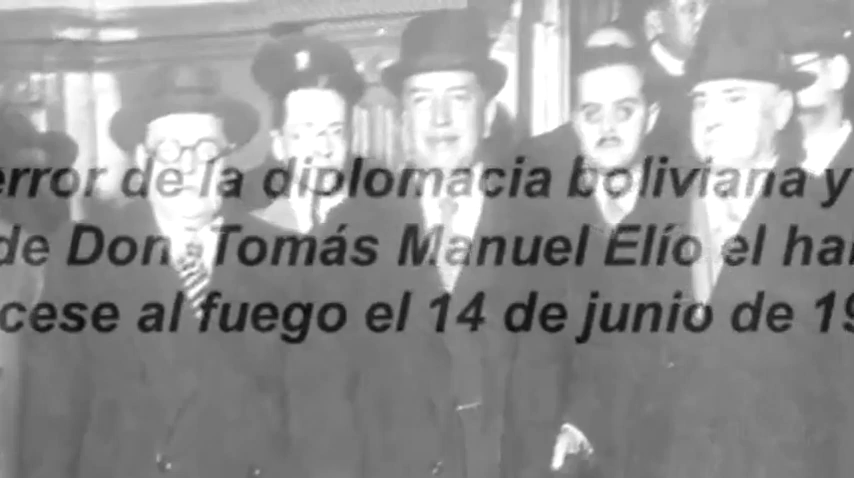 error de la diplomacia boliviana y
de Don Tomás Manuel Elío el ha
cese al fuego el 14 de junio de 19